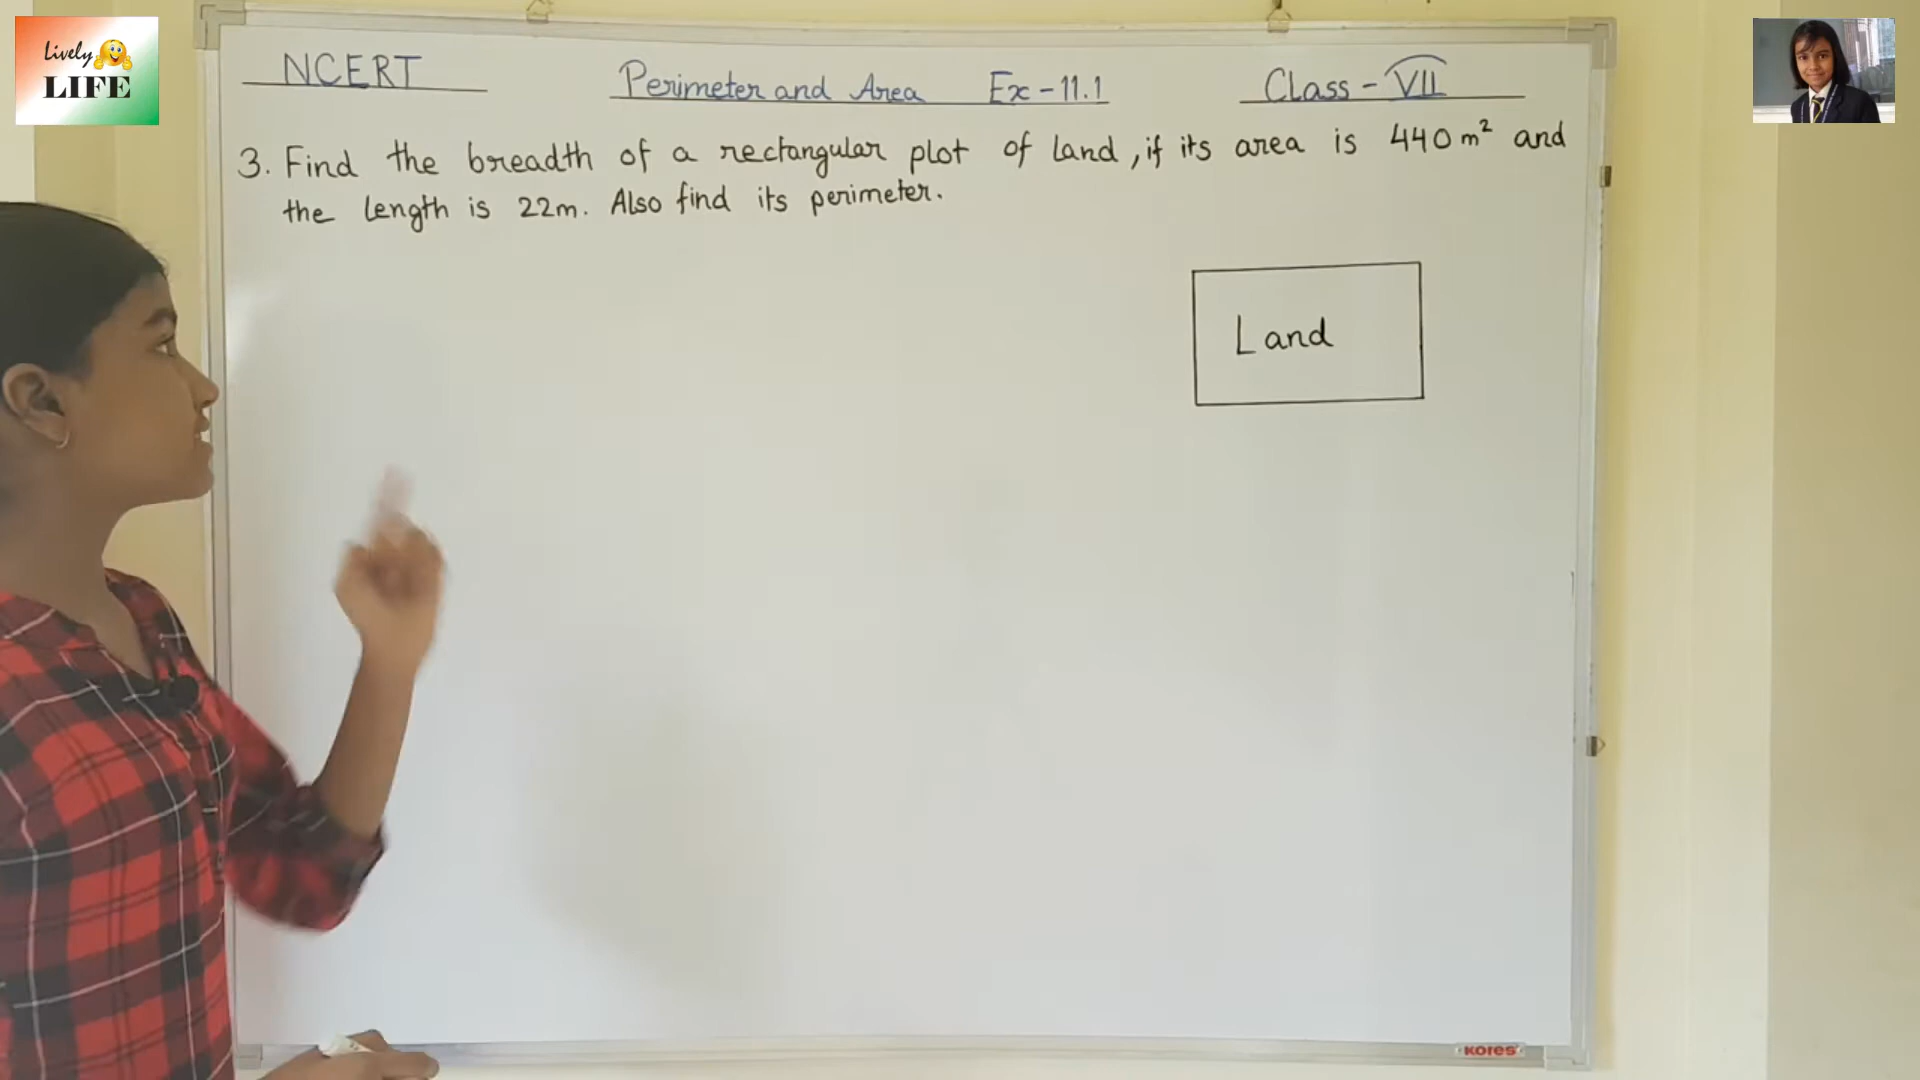 Lively
LIFE
NCERT Perimeter and Area Ex-11.1 Class-VII
3. Find the breadth of a rectangular plot of land, if its area is 440 m² and
the length is 22m. Also find its perimeter.
Land
KORES